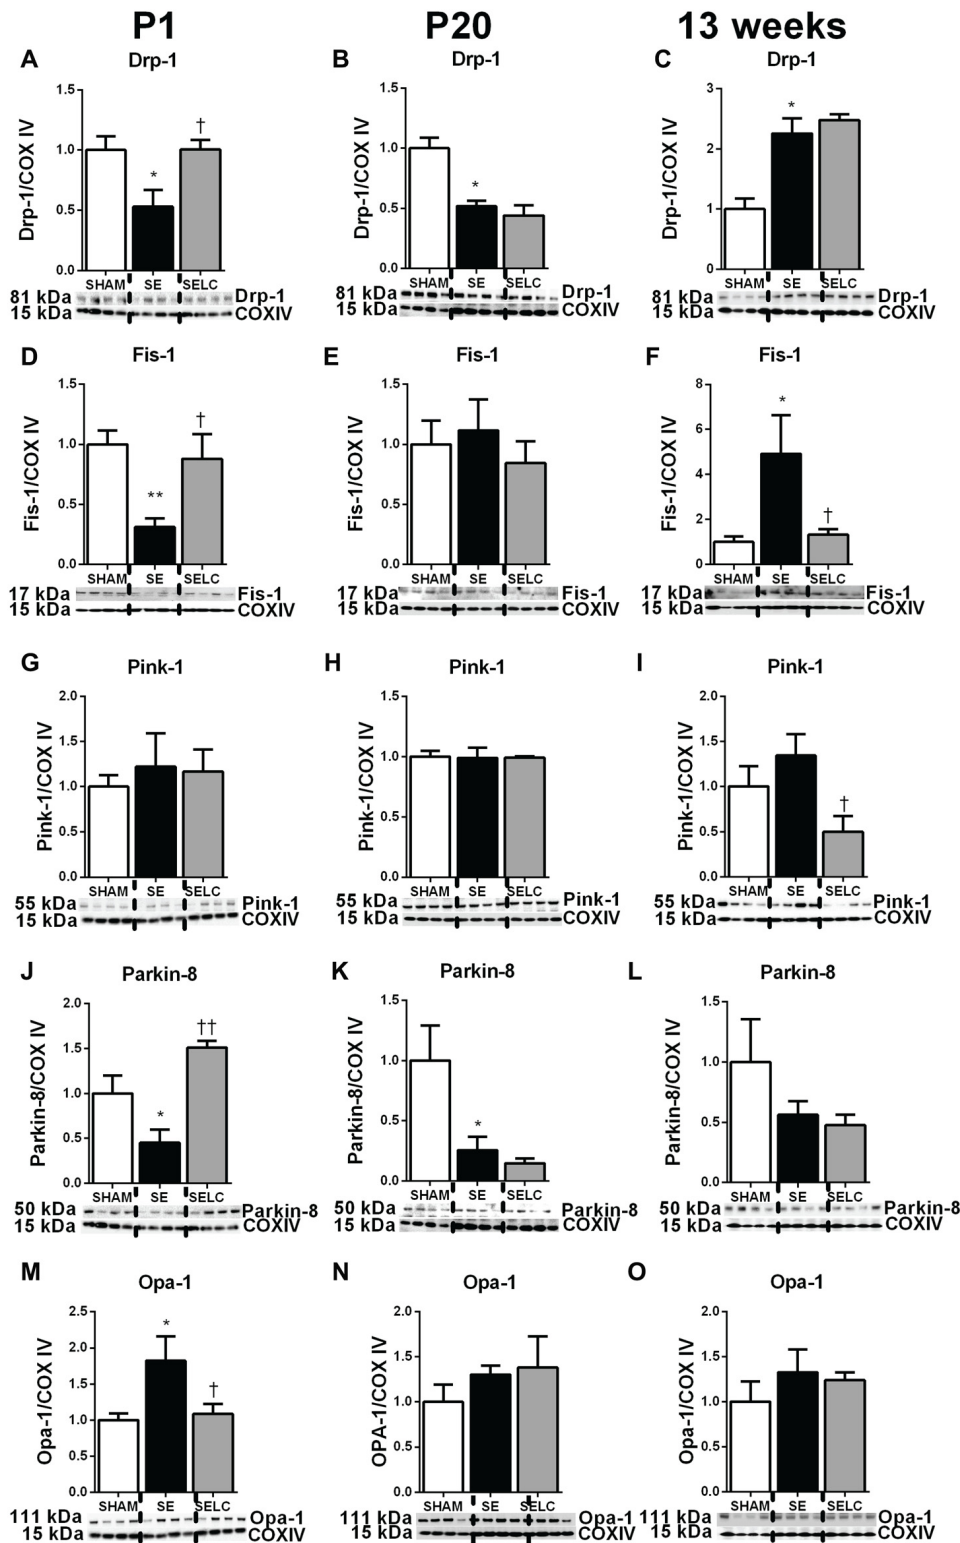 P1 P20 13 weeks
A Drp-1
Drp-1/COX IV
1.5
1.0
0.5
0.0
*
†
SHAM SE SELC
81 kDa Drp-1
15 kDa COXIV
B Drp-1
Drp-1/COX IV
1.5
1.0
0.5
0.0
*
SHAM SE SELC
81 kDa Drp-1
15 kDa COXIV
C Drp-1
Drp-1/COX IV
3
2
1
0
*
SHAM SE SELC
81 kDa Drp-1
15 kDa COXIV
D Fis-1
Fis-1/COX IV
1.5
1.0
0.5
0.0
**
†
SHAM SE SELC
17 kDa Fis-1
15 kDa COXIV
E Fis-1
Fis-1/COX IV
1.5
1.0
0.5
0.0
SHAM SE SELC
17 kDa Fis-1
15 kDa COXIV
F Fis-1
Fis-1/COX IV
8
6
4
2
0
*
†
SHAM SE SELC
17 kDa Fis-1
15 kDa COXIV
G Pink-1
Pink-1/COX IV
2.0
1.5
1.0
0.5
0.0
SHAM SE SELC
55 kDa Pink-1
15 kDa COXIV
H Pink-1
Pink-1/COX IV
1.5
1.0
0.5
0.0
SHAM SE SELC
55 kDa Pink-1
15 kDa COXIV
I Pink-1
Pink-1/COX IV
2.0
1.5
1.0
0.5
0.0
†
SHAM SE SELC
55 kDa Pink-1
15 kDa COXIV
J Parkin-8
Parkin-8/COX IV
2.0
1.5
1.0
0.5
0.0
*
††
SHAM SE SELC
50 kDa Parkin-8
15 kDa COXIV
K Parkin-8
Parkin-8/COX IV
1.5
1.0
0.5
0.0
*
SHAM SE SELC
50 kDa Parkin-8
15 kDa COXIV
L Parkin-8
Parkin-8/COX IV
1.5
1.0
0.5
0.0
SHAM SE SELC
50 kDa Parkin-8
15 kDa COXIV
M Opa-1
Opa-1/COX IV
2.5
2.0
1.5
1.0
0.5
0.0
*
†
SHAM SE SELC
111 kDa Opa-1
15 kDa COXIV
N Opa-1
OPA-1/COX IV
2.0
1.5
1.0
0.5
0.0
SHAM SE SELC
111 kDa Opa-1
15 kDa COXIV
O Opa-1
Opa-1/COX IV
2.0
1.5
1.0
0.5
0.0
SHAM SE SELC
111 kDa Opa-1
15 kDa COXIV